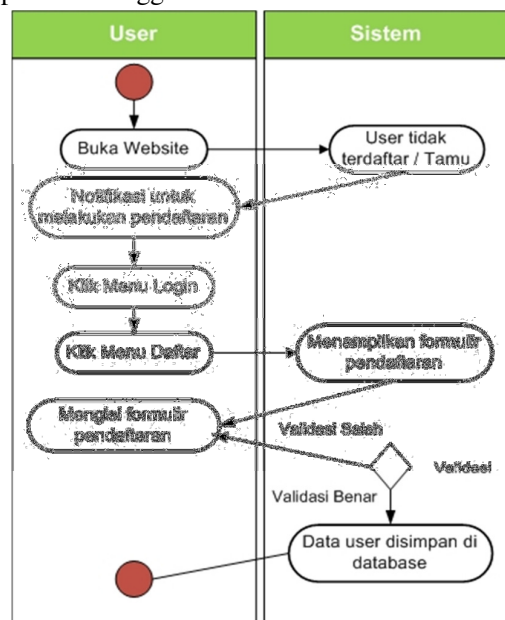 User
Sistem
Buka Website
User tidak
terdaftar / Tamu
Notifikasi untuk
melakukan pendaftaran
Klik Menu Login
Klik Menu Daftar
Menampilkan formulir
pendaftaran
Mengisi formulir
pendaftaran
Validasi Salah
Validasi
Validasi Benar
Data user disimpan di
database